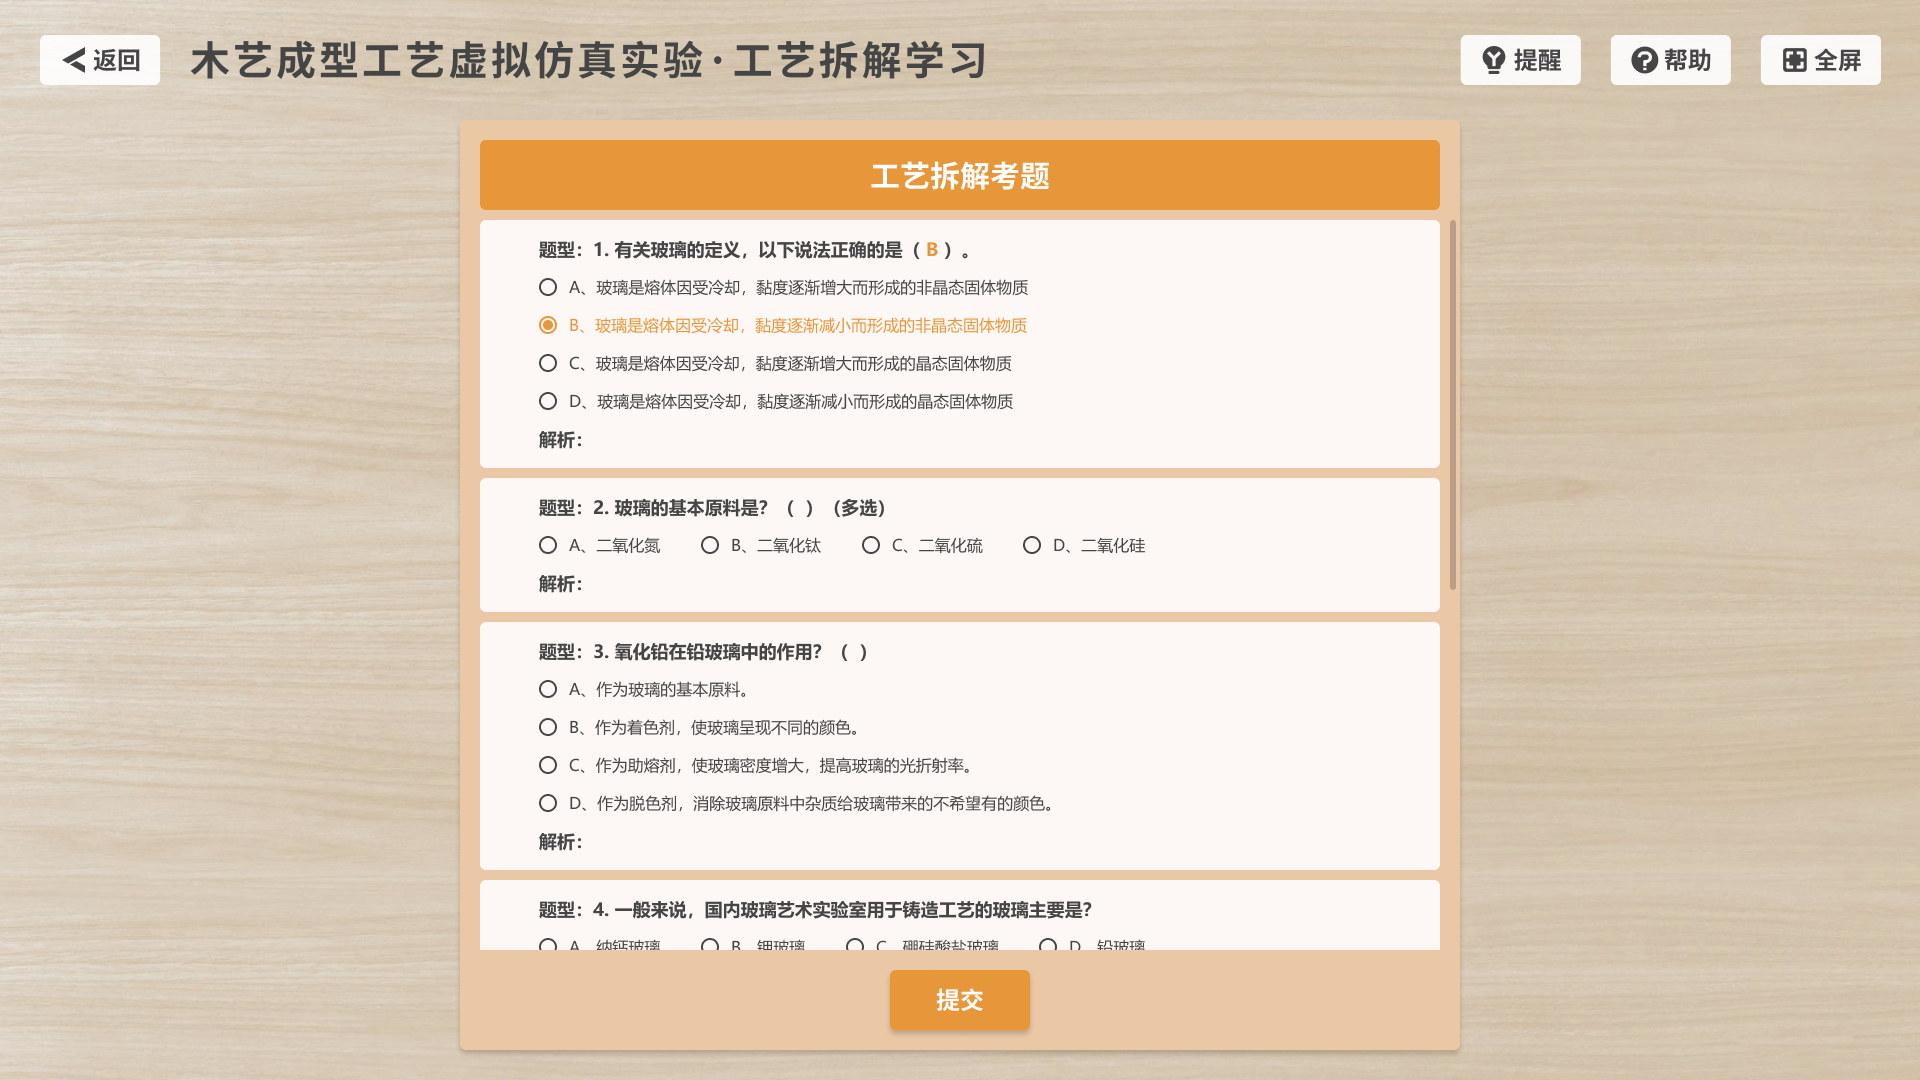 返回
木艺成型工艺虚拟仿真实验·工艺拆解学习
提醒
帮助
全屏
工艺拆解考题
题型：1. 有关玻璃的定义，以下说法正确的是（ B ）。
A、玻璃是熔体因受冷却，黏度逐渐增大而形成的非晶态固体物质
B、玻璃是熔体因受冷却，黏度逐渐减小而形成的非晶态固体物质
C、玻璃是熔体因受冷却，黏度逐渐增大而形成的晶态固体物质
D、玻璃是熔体因受冷却，黏度逐渐减小而形成的晶态固体物质
解析：
题型：2. 玻璃的基本原料是？（ ）（多选）
A、二氧化氮 B、二氧化钛 C、二氧化硫 D、二氧化硅
解析：
题型：3. 氧化铅在铅玻璃中的作用？（ ）
A、作为玻璃的基本原料。
B、作为着色剂，使玻璃呈现不同的颜色。
C、作为助熔剂，使玻璃密度增大，提高玻璃的光折射率。
D、作为脱色剂，消除玻璃原料中杂质给玻璃带来的不希望有的颜色。
解析：
题型：4. 一般来说，国内玻璃艺术实验室用于铸造工艺的玻璃主要是？
A、纳钙玻璃 B、钾玻璃 C、硼硅酸盐玻璃 D、铅玻璃
提交